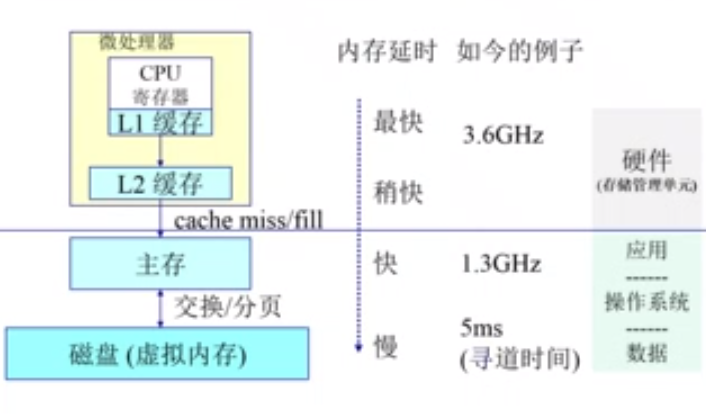 微处理器
CPU
寄存器
L1 缓存
L2 缓存
cache miss/fill
主存
交换/分页
磁盘 (虚拟内存)
内存延时 如今的例子
最快 3.6GHz
稍快
快 1.3GHz
慢 5ms
(寻道时间)
硬件
(存储管理单元)
应用
------
操作系统
------
数据